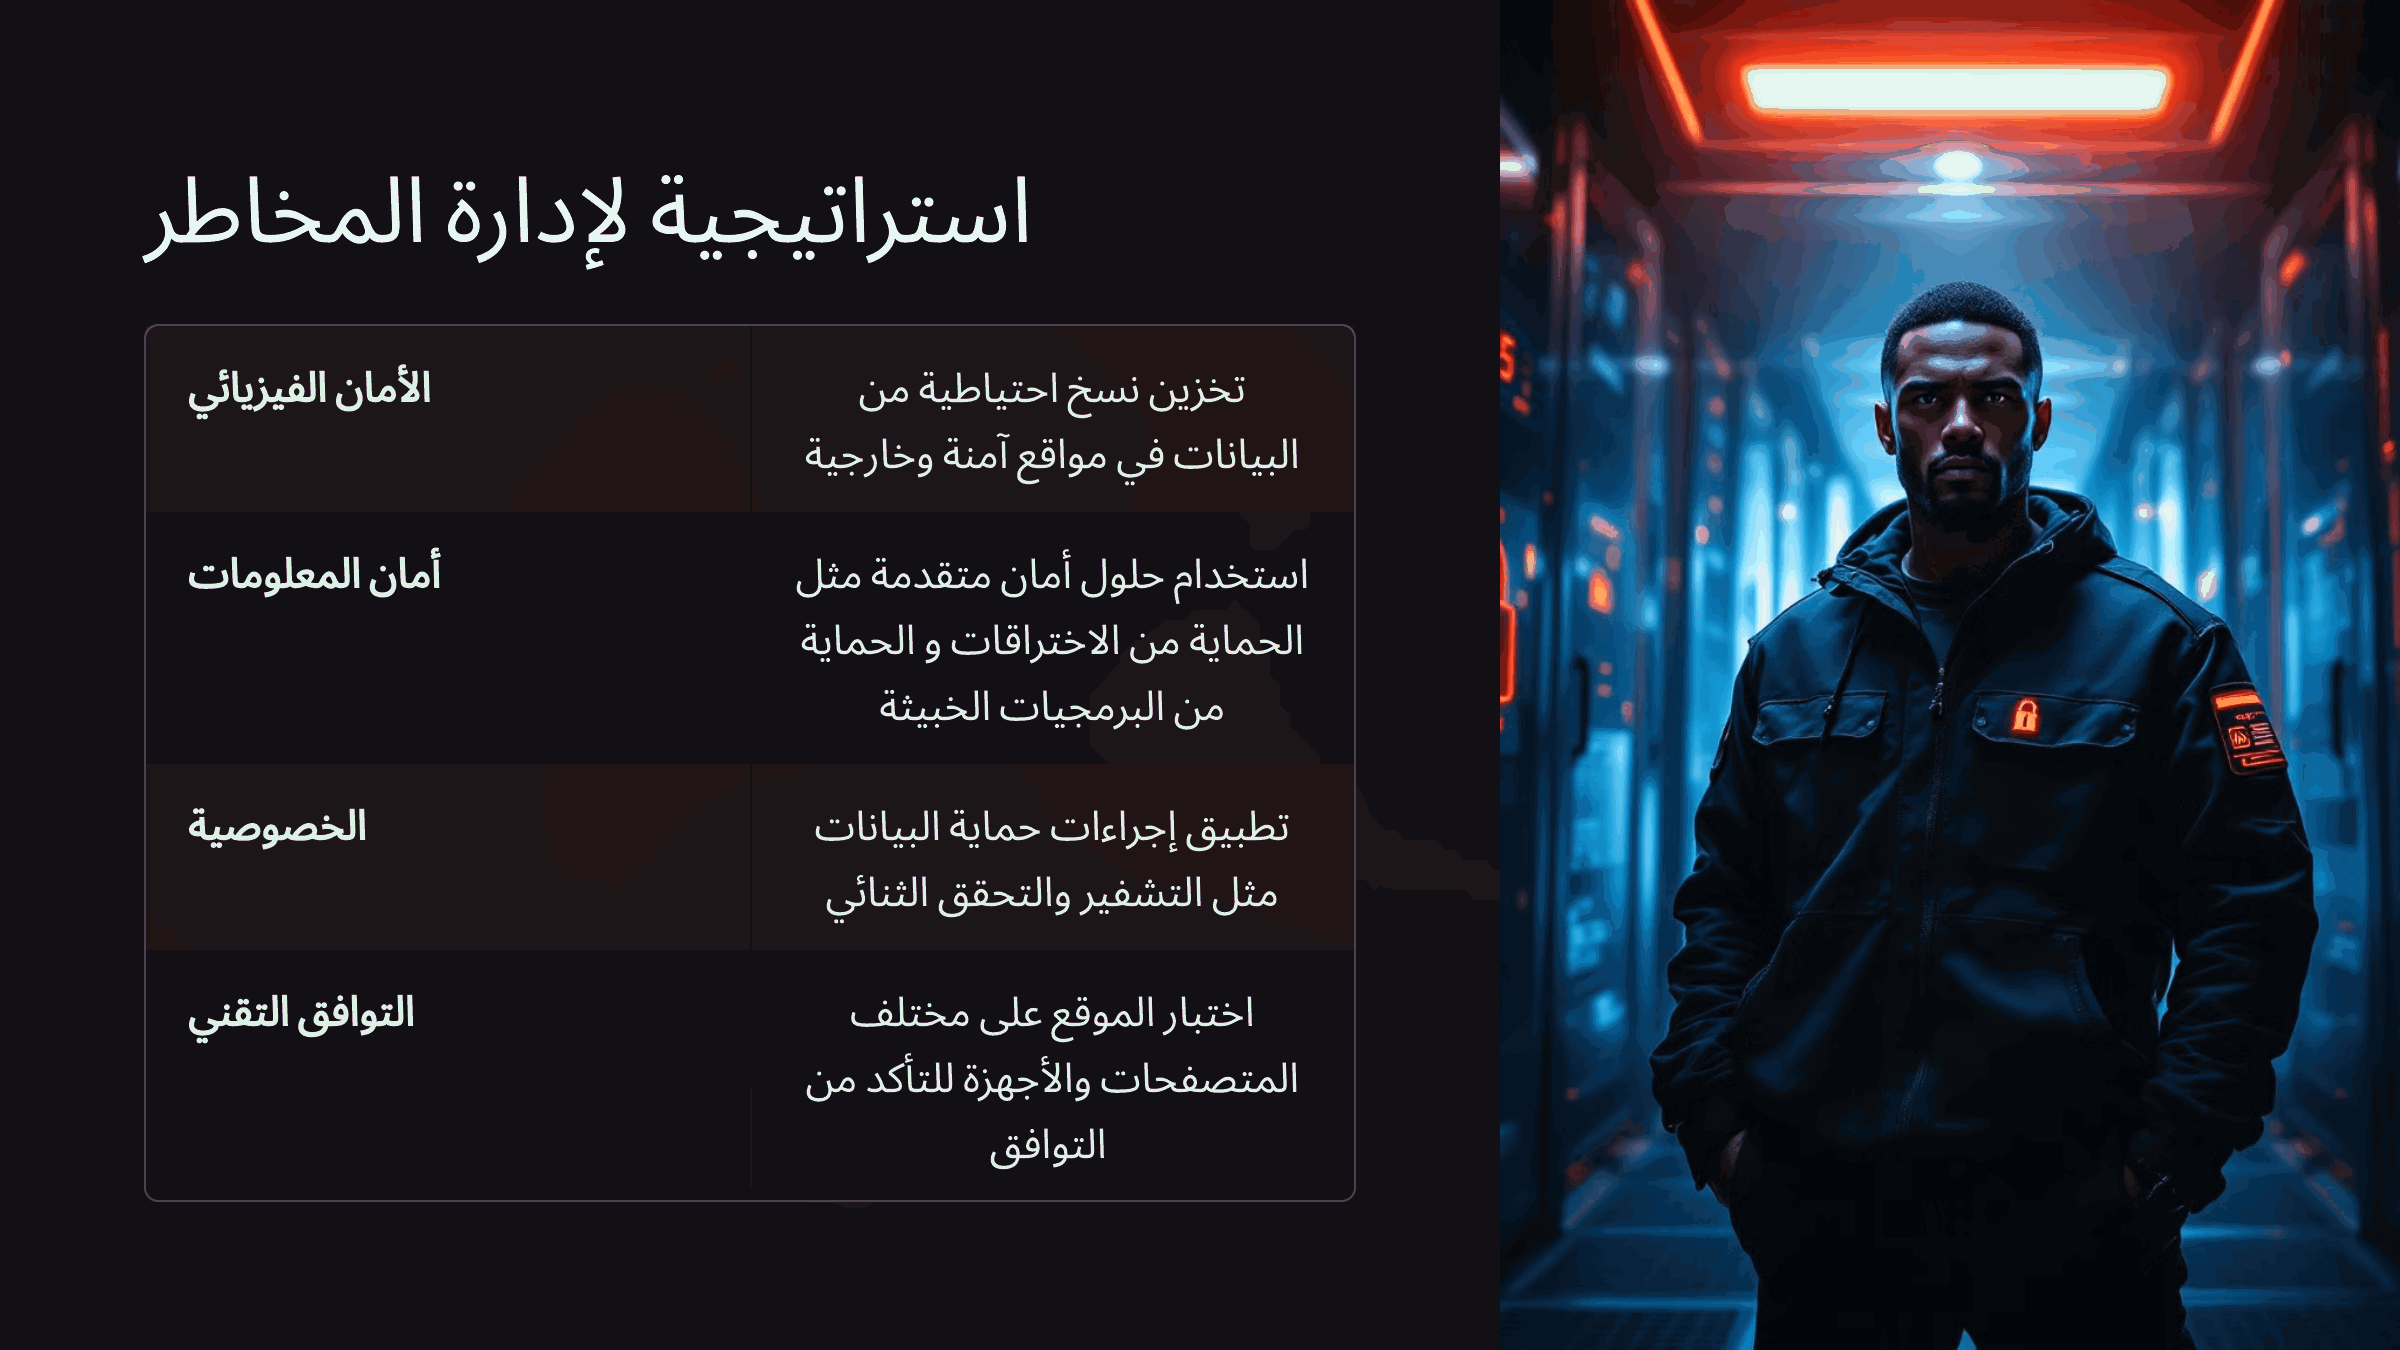 استراتيجية لإدارة المخاطر
الأمان الفيزيائي
تخزين نسخ احتياطية من
البيانات في مواقع آمنة وخارجية
أمان المعلومات
استخدام حلول أمان متقدمة مثل
الحماية من الاختراقات و الحماية
من البرمجيات الخبيثة
الخصوصية
تطبيق إجراءات حماية البيانات
مثل التشفير والتحقق الثنائي
التوافق التقني
اختبار الموقع على مختلف
المتصفحات والأجهزة للتأكد من
التوافق